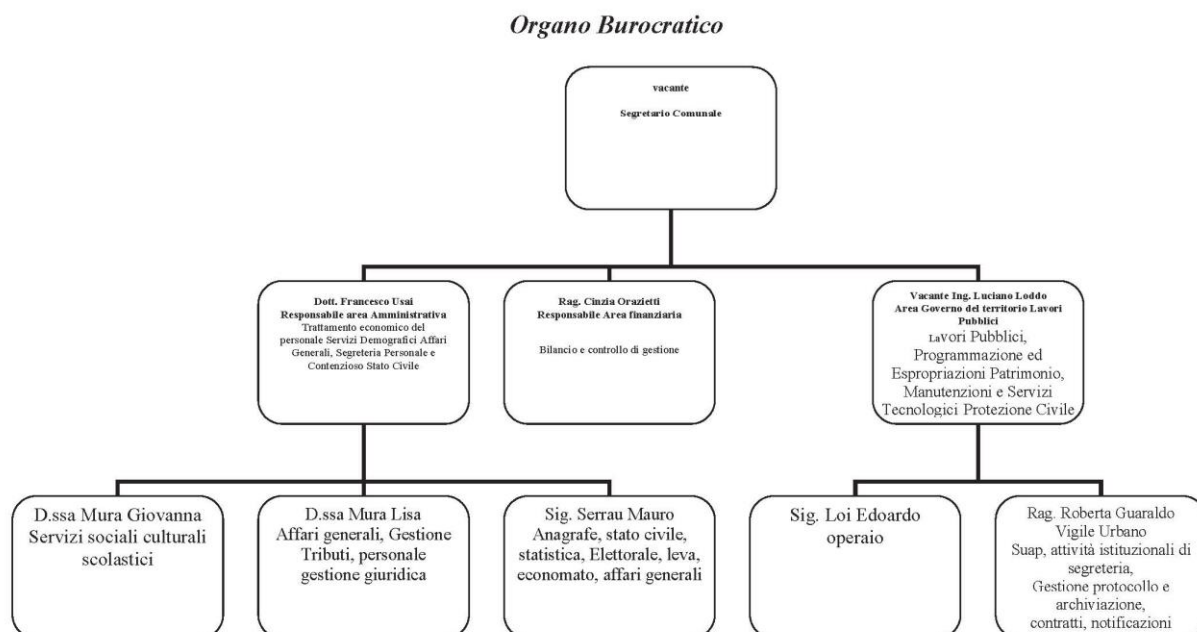 Organo Burocratico
vacante
Segretario Comunale
Dott. Francesco Usai
Responsabile area Amministrativa
Trattamento economico del
personale Servizi Demografici Affari
Generali, Segreteria Personale e
Contenzioso Stato Civile
Rag. Cinzia Orazietti
Responsabile Area finanziaria
Bilancio e controllo di gestione
Vacante Ing. Luciano Loddo
Area Governo del territorio Lavori
Pubblici
Lavori Pubblici,
Programmazione ed
Espropriazioni Patrimonio,
Manutenzioni e Servizi
Tecnologici Protezione Civile
D.ssa Mura Giovanna
Servizi sociali culturali
scolastici
D.ssa Mura Lisa
Affari generali, Gestione
Tributi, personale
gestione giuridica
Sig. Serrau Mauro
Anagrafe, stato civile,
statistica, Elettorale, leva,
economato, affari generali
Sig. Loi Edoardo
operaio
Rag. Roberta Guaraldo
Vigile Urbano
Suap, attività istituzionali di
segreteria,
Gestione protocollo e
archiviazione,
contratti, notificazioni